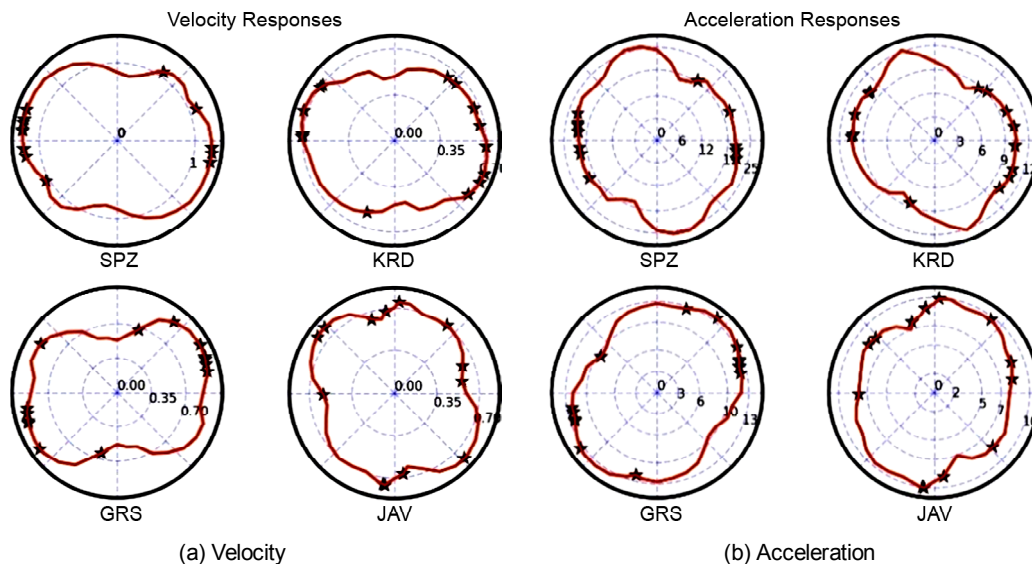 Velocity Responses
Acceleration Responses
0
1
SPZ
0.00
0.35
KRD
0
6
12
25
SPZ
0
3
6
9
KRD
0.00
0.35
0.70
GRS
0.00
0.35
JAV
0
3
6
10
13
GRS
0
2
5
7
JAV
(a) Velocity
(b) Acceleration